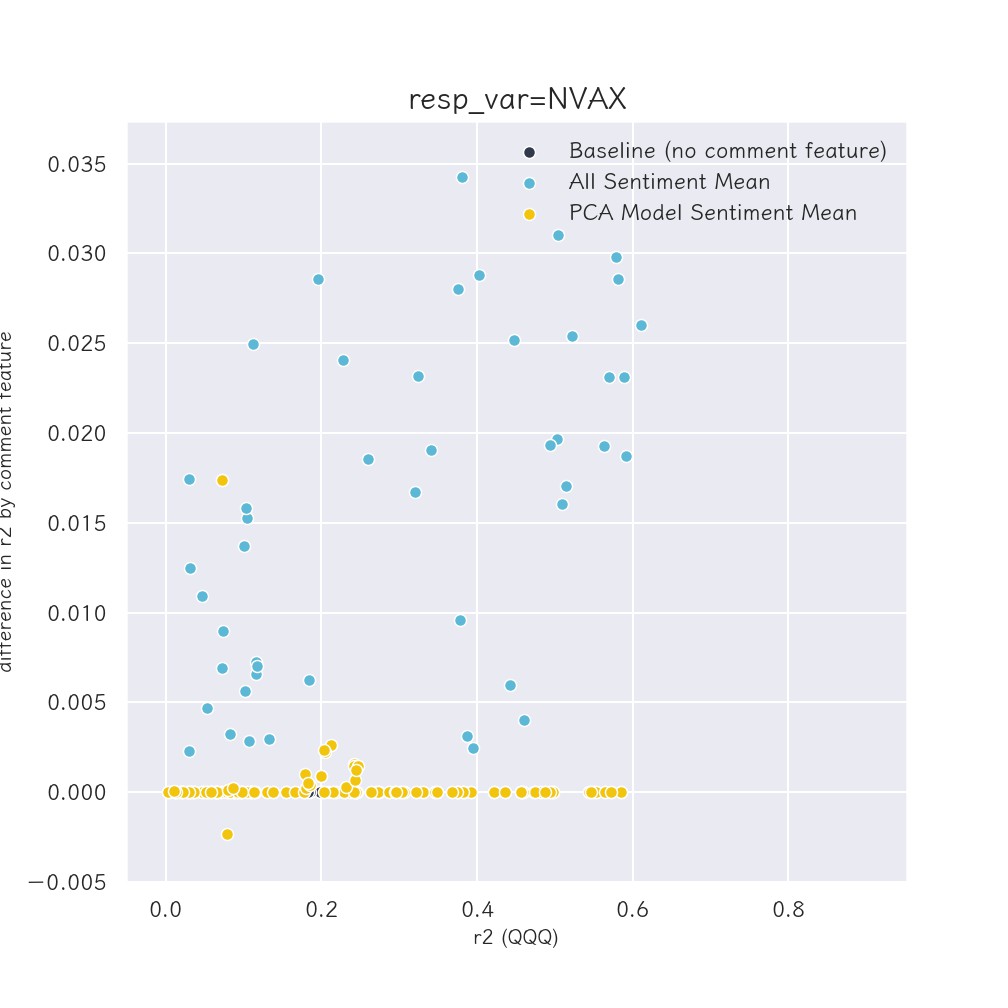 resp_var=NVAX
Baseline (no comment feature)
All Sentiment Mean
PCA Model Sentiment Mean
difference in r2 by comment feature
0.035
0.030
0.025
0.020
0.015
0.010
0.005
0.000
−0.005
0.0 0.2 0.4 0.6 0.8
r2 (QQQ)